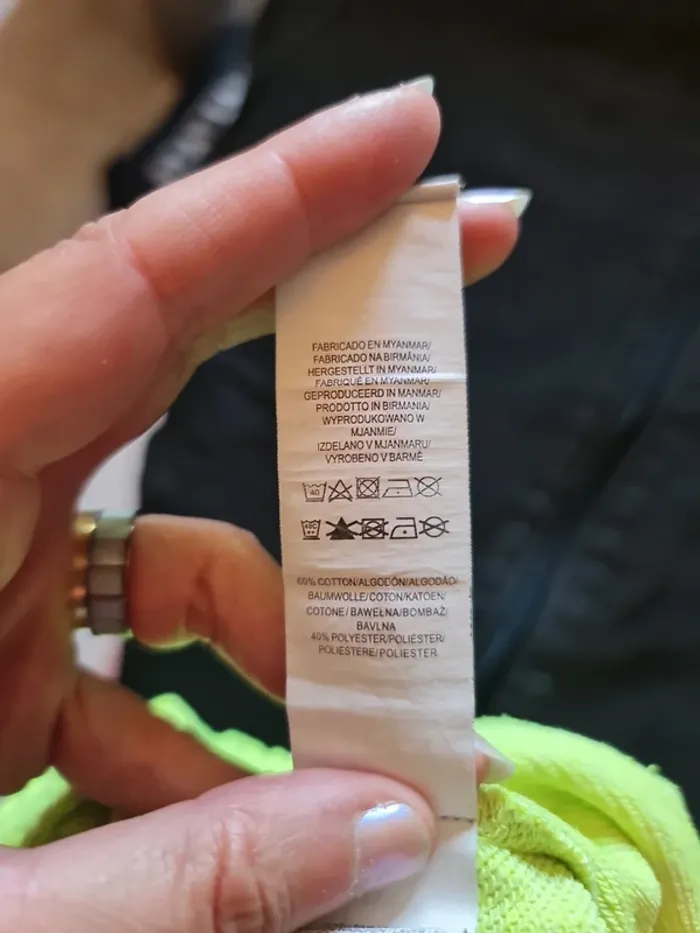 FABRICADO EN MYANMAR/
FABRICADO NA BIRMÂNIA/
HERGESTELLT IN MYANMAR/
FABRIQUÉ EN MYANMAR/
GEPRODUCEERD IN MANMAR/
PRODOTTO IN BIRMANIA/
WYPRODUKOWANO W
MJANMIE/
IZDELANO V MJANMARU/
VYROBENO V BARMĚ
40
40C
60% COTTON/ALGODÓN/ALGODÃO/
BAUMWOLLE/COTON/KATOEN/
COTONE/BAWEŁNA/BOMBAŽ/
BAVLNA
40% POLYESTER/POLIÉSTER/
POLIESTERE/POLIESTER